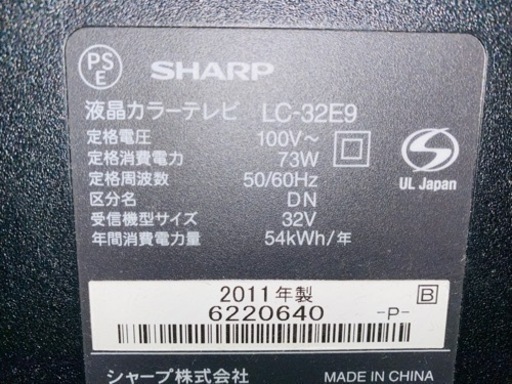 PS
E
SHARP
液晶カラーテレビ LC-32E9
定格電圧 100V～
定格消費電力 73W
定格周波数 50/60Hz
区分名 DN
受信機型サイズ 32V
年間消費電力量 54kWh/年
UL Japan
2011年製
B
6220640 -P-
シャープ株式会社 MADE IN CHINA